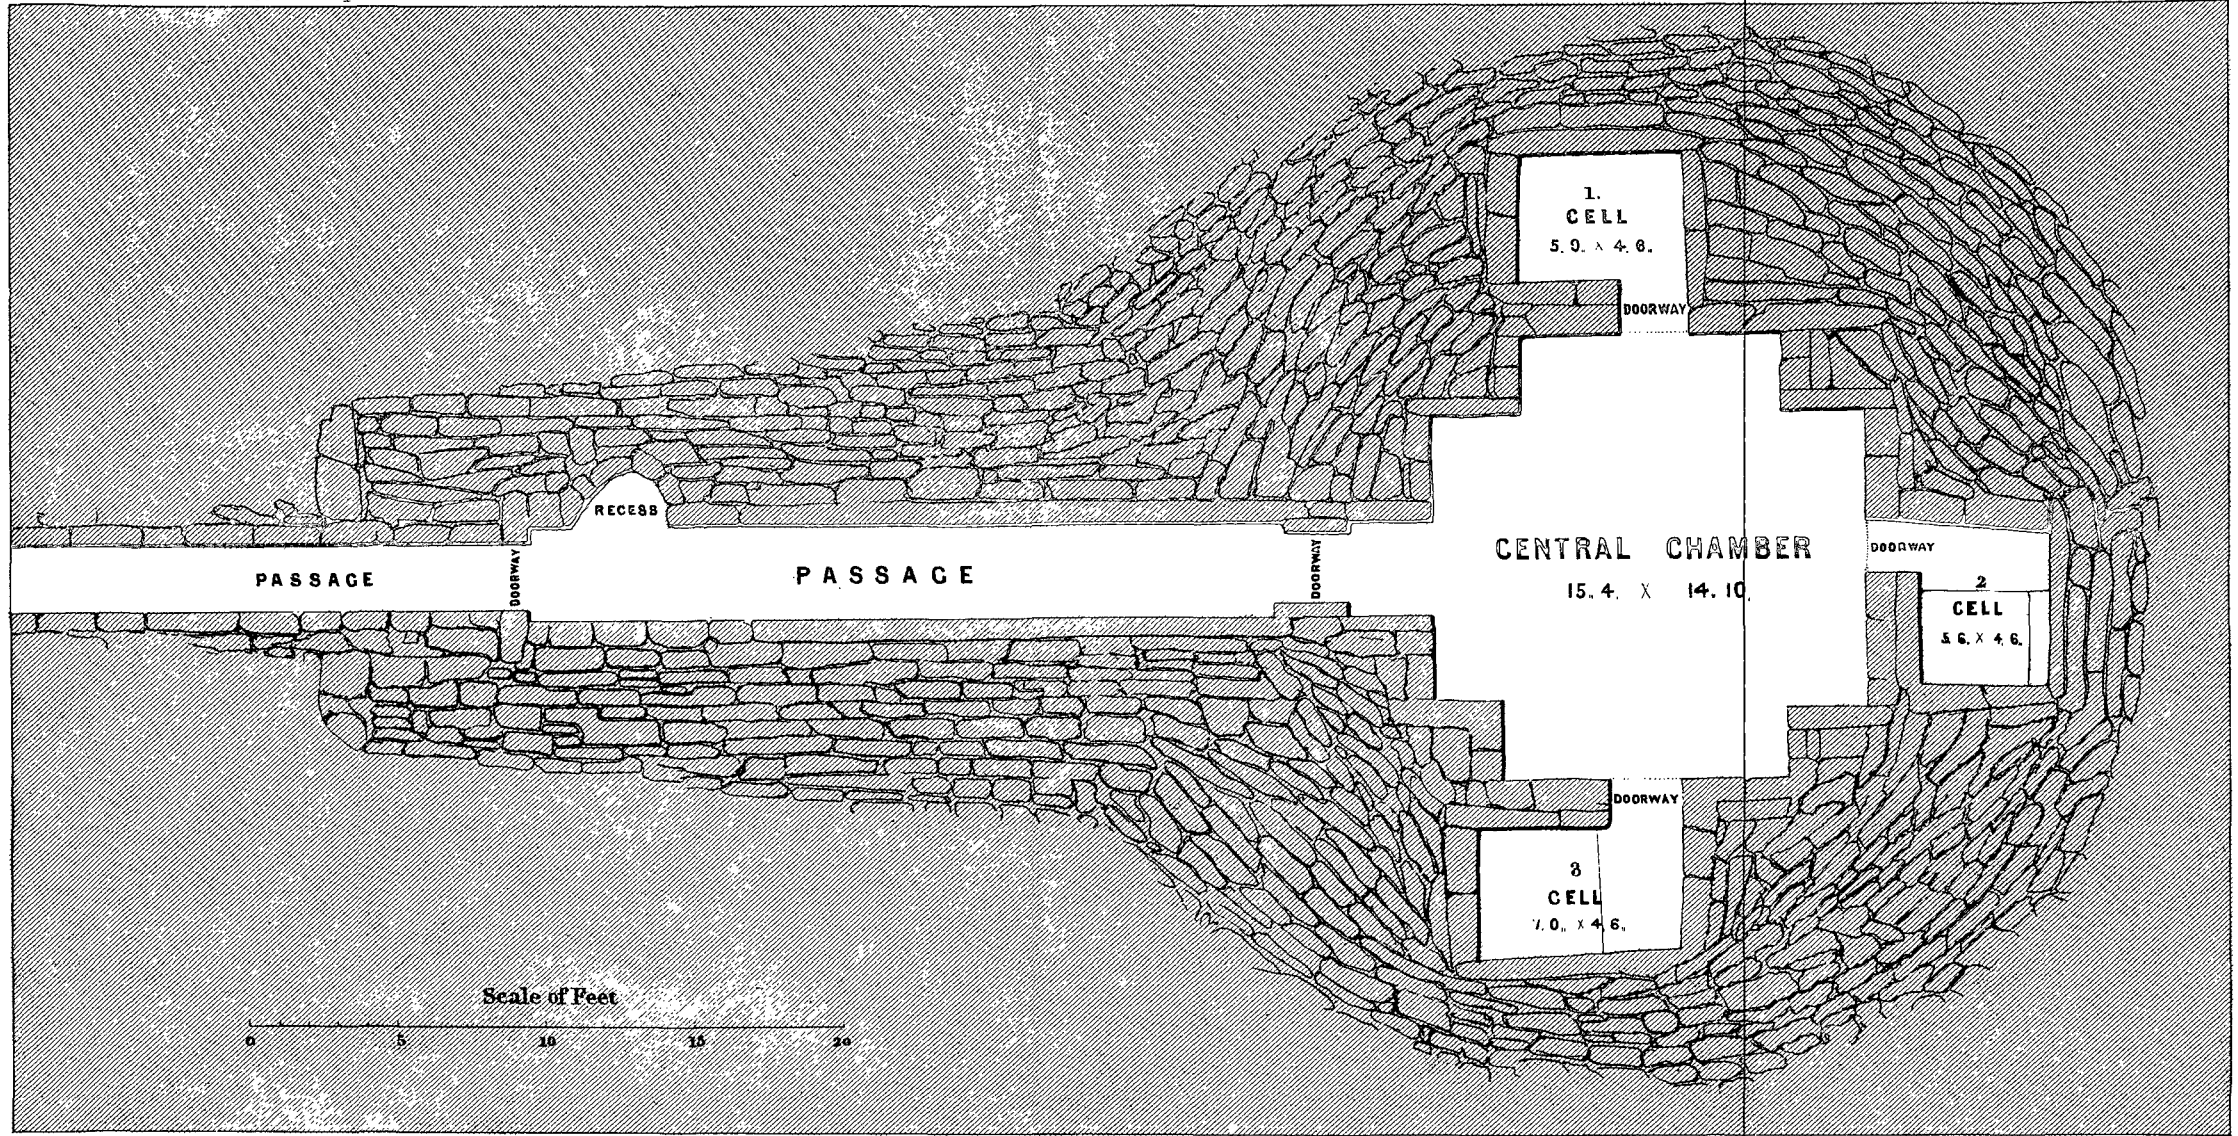 1.
CELL
5. 0. × 4. 6.
DOORWAY
RECESS
PASSAGE
DOORWAY
PASSAGE
DOORWAY
CENTRAL CHAMBER
15. 4. × 14. 10.
DOORWAY
2
CELL
5. 6. × 4. 6.
DOORWAY
3
CELL
7. 0. × 4. 6.
Scale of Feet
0 5 10 15 20